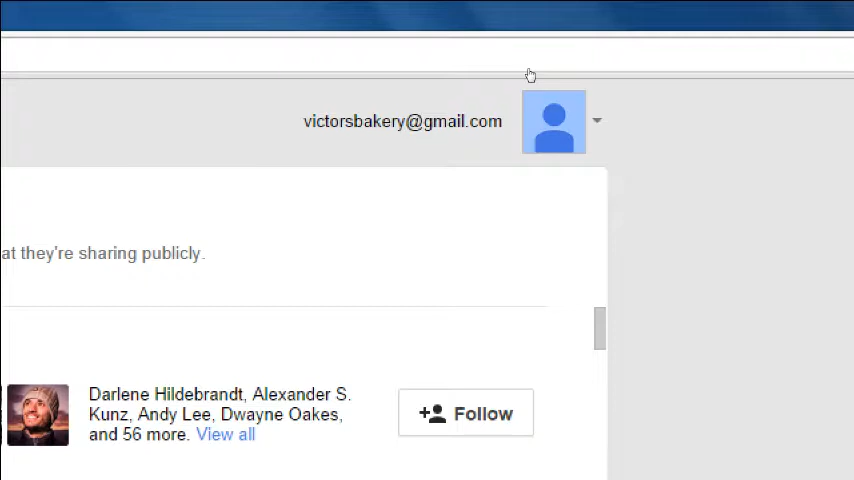 victorsbakery@gmail.com
at they're sharing publicly.
Darlene Hildebrandt, Alexander S.
Kunz, Andy Lee, Dwayne Oakes,
and 56 more. View all
Follow